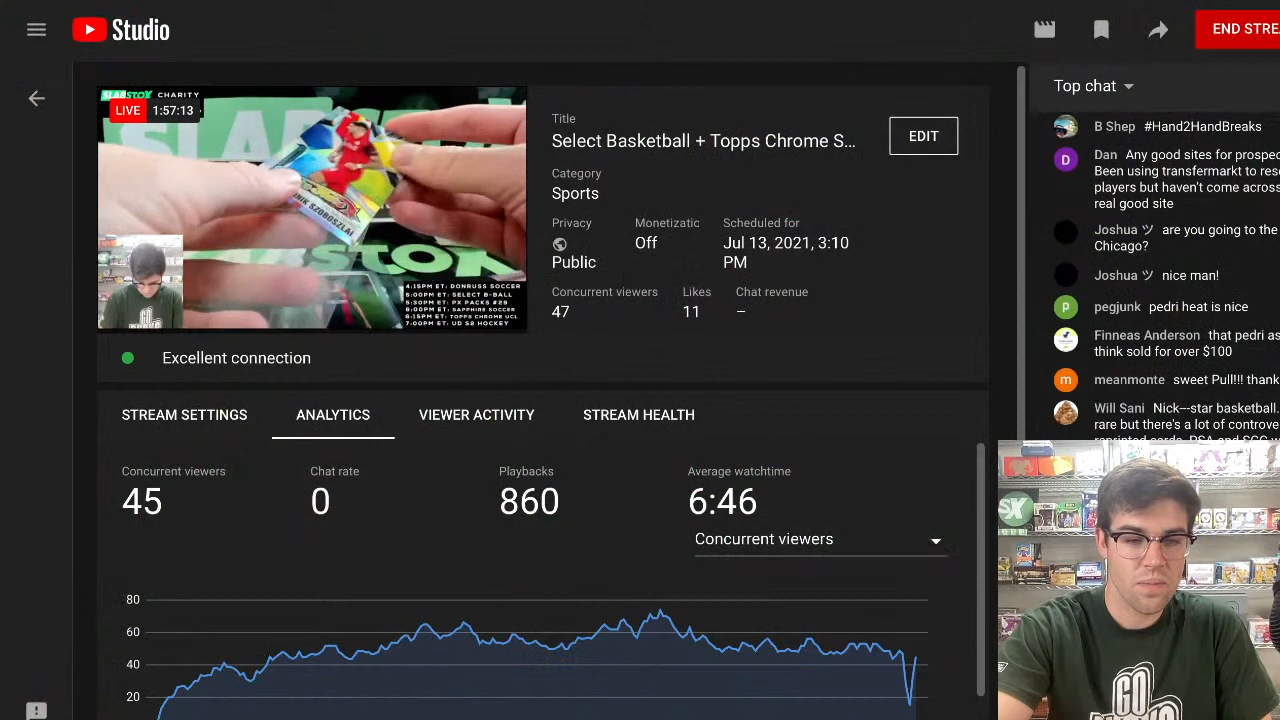 Studio
END STRE
SLABSTOX CHARITY
LIVE 1:57:13
SZOBOSZLAI
4:15PM ET: DONRUSS SOCCER
5:00PM ET: SELECT B-BALL
5:30PM ET: PX PACKS #29
6:00PM ET: SAPPHIRE SOCCER
6:15PM ET: TOPPS CHROME UCL
7:00PM ET: UD S2 HOCKEY
Title
Select Basketball + Topps Chrome S...
EDIT
Category
Sports
Privacy
Public
Monetizatic
Off
Scheduled for
Jul 13, 2021, 3:10
PM
Concurrent viewers
47
Likes
11
Chat revenue
–
Excellent connection
STREAM SETTINGS
ANALYTICS
VIEWER ACTIVITY
STREAM HEALTH
Concurrent viewers
45
Chat rate
0
Playbacks
860
Average watchtime
6:46
Concurrent viewers
80
60
40
20
Top chat
B Shep #Hand2HandBreaks
D
Dan Any good sites for prospec
Been using transfermarkt to rese
players but haven't come across
real good site
Joshua ツ are you going to the
Chicago?
Joshua ツ nice man!
p
pegjunk pedri heat is nice
Finneas Anderson that pedri as
think sold for over $100
m
meanmonte sweet Pull!!! thank
Will Sani Nick---star basketball.
rare but there's a lot of controve
SX
GO